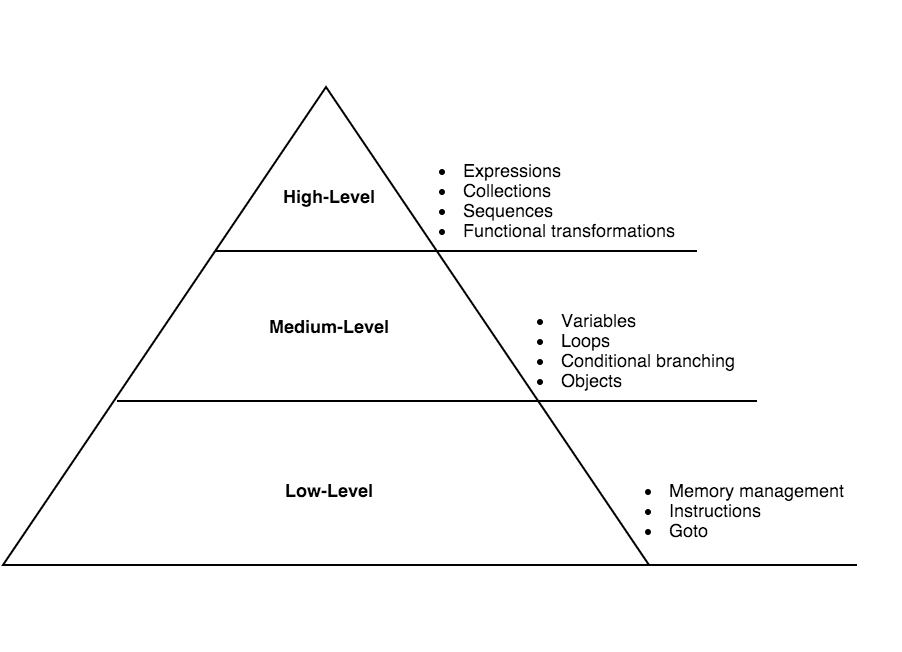 High-Level
• Expressions
• Collections
• Sequences
• Functional transformations
Medium-Level
• Variables
• Loops
• Conditional branching
• Objects
Low-Level
• Memory management
• Instructions
• Goto